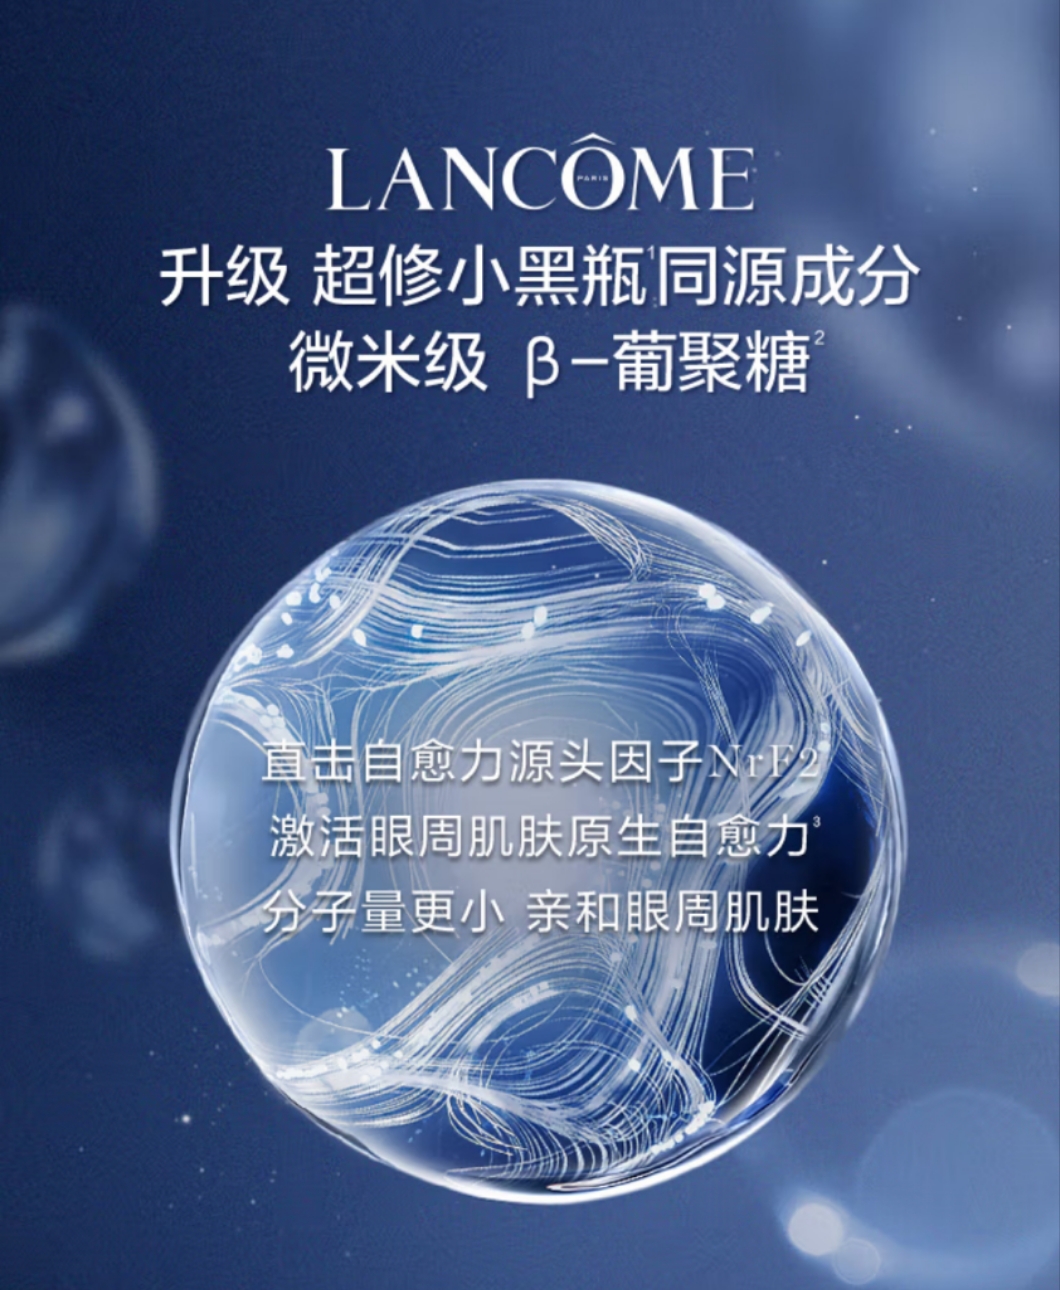 LANCÔME
PARIS
升级 超修小黑瓶¹同源成分
微米级 β–葡聚糖²
直击自愈力源头因子NrF2
激活眼周肌肤原生自愈力³
分子量更小 亲和眼周肌肤